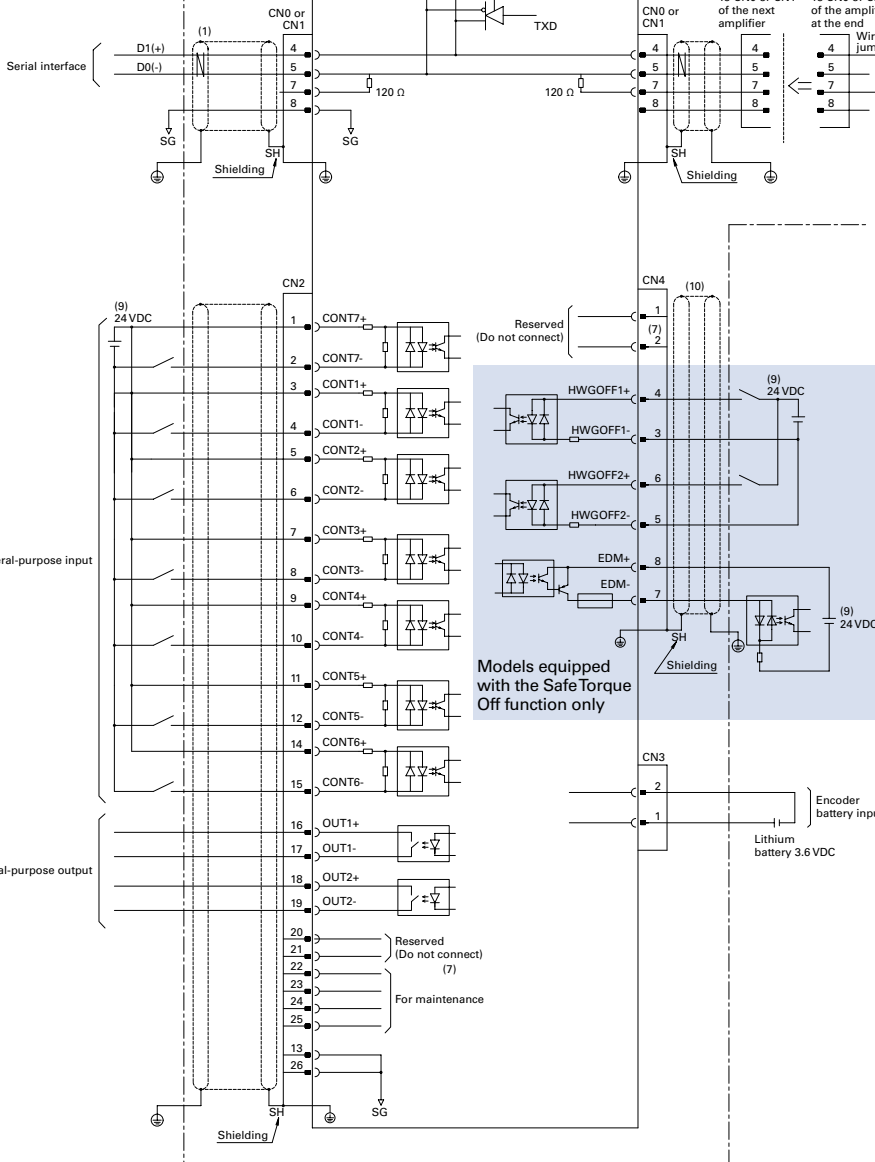 CN0 or
CN1
TXD
CN0 or
CN1
of the next
amplifier
at the end
(1)
Serial interface
D1(+)
D0(-)
4
5
7
8
120 Ω
120 Ω
4
5
7
8
4
5
7
8
4
5
7
8
SG
SG
SH
Shielding
SH
Shielding
CN2
CN4
(10)
(9)
24 VDC
1
CONT7+
2
CONT7-
3
CONT1+
4
CONT1-
5
CONT2+
6
CONT2-
7
CONT3+
8
CONT3-
9
CONT4+
10
CONT4-
11
CONT5+
12
CONT5-
14
CONT6+
15
CONT6-
input
Reserved
(Do not connect)
1
(7)
2
HWGOFF1+
4
(9)
24 VDC
HWGOFF1-
3
HWGOFF2+
6
HWGOFF2-
5
EDM+
8
EDM-
7
(9)
24 VDC
SH
Shielding
Models equipped
with the Safe Torque
Off function only
CN3
2
1
Encoder
battery
Lithium
battery 3.6 VDC
16
OUT1+
17
OUT1-
18
OUT2+
19
OUT2-
output
20
21
22
23
24
25
13
26
Reserved
(Do not connect)
(7)
For maintenance
SG
SH
Shielding